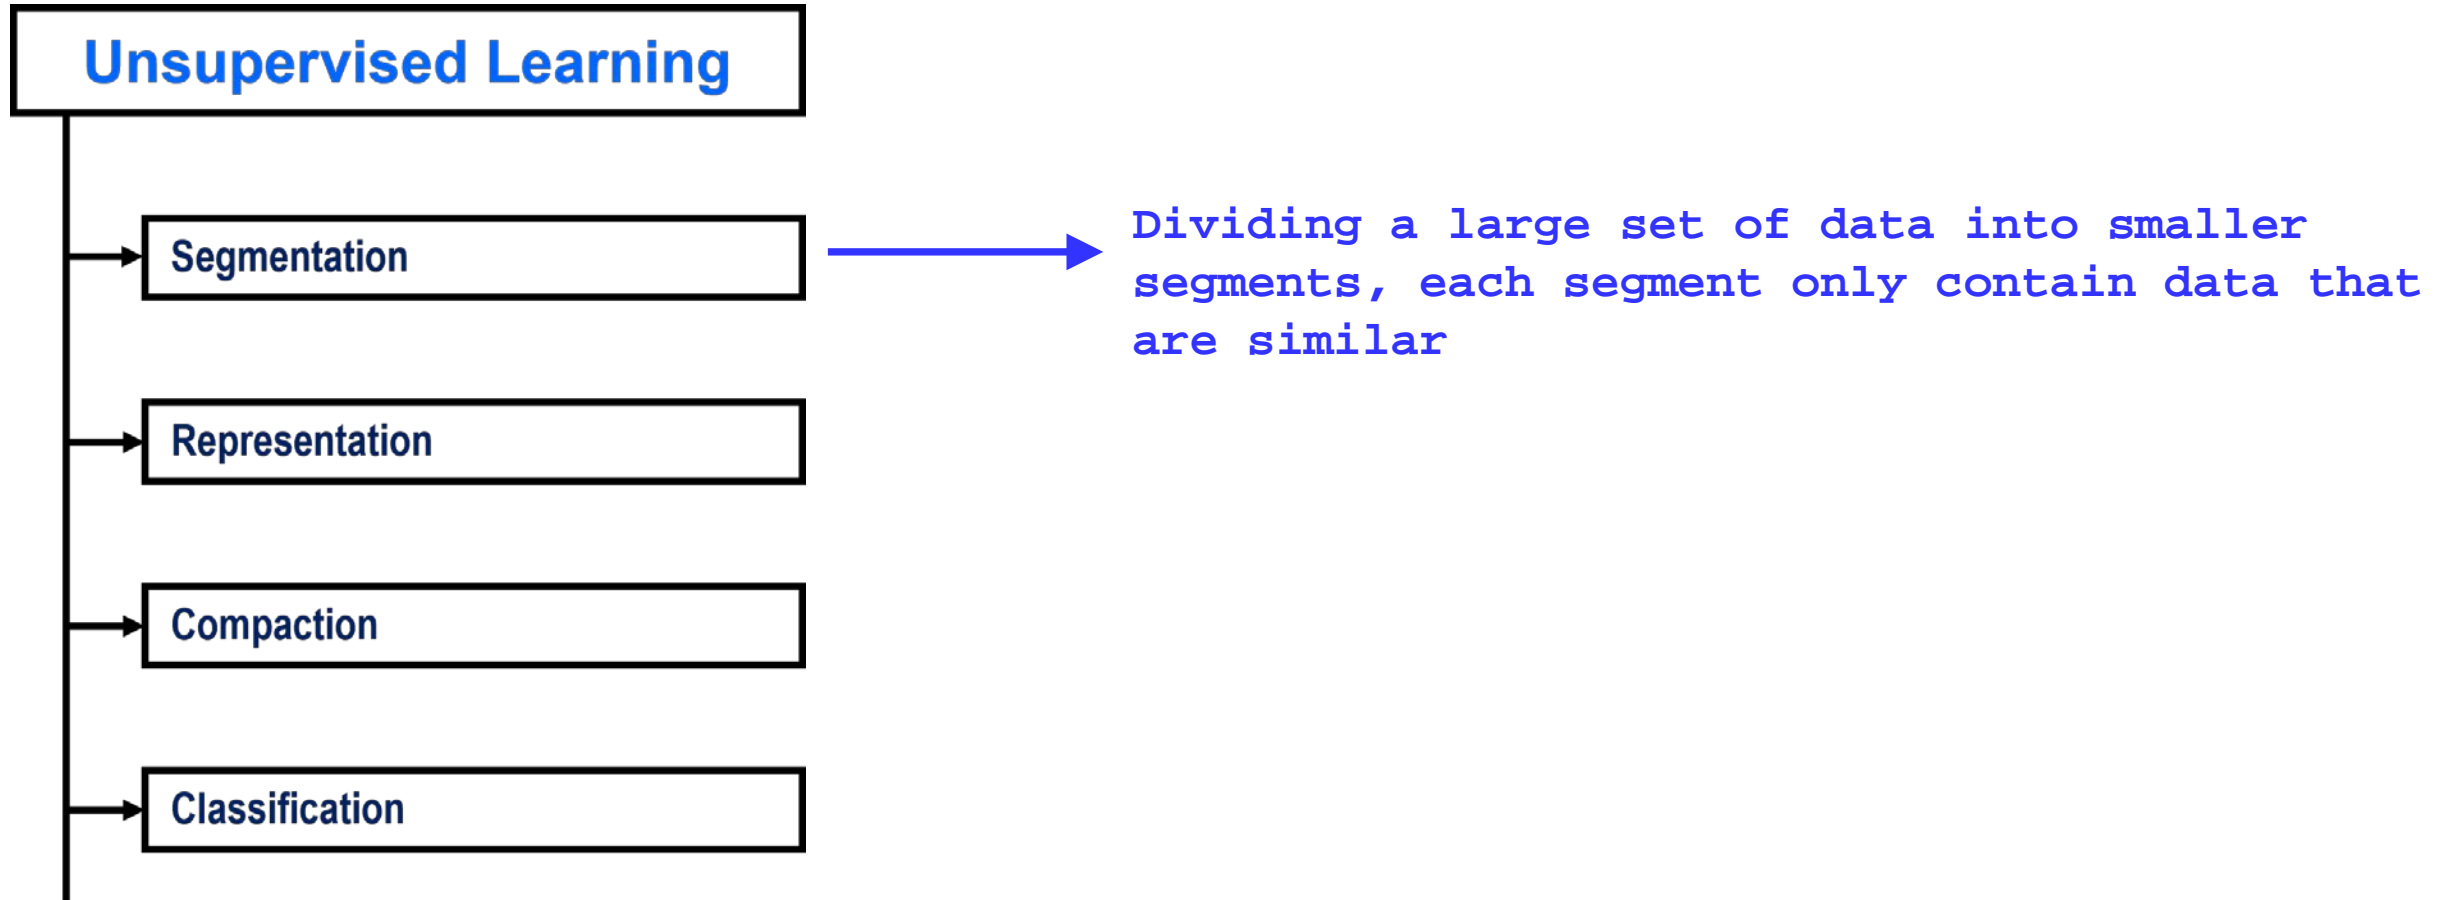 Unsupervised Learning
Segmentation
Dividing a large set of data into smaller
segments, each segment only contain data that
are similar
Representation
Compaction
Classification